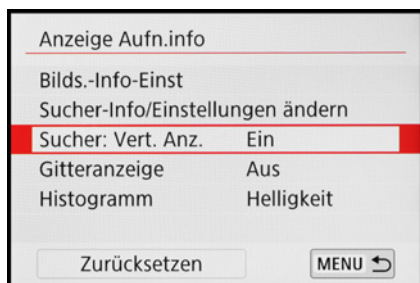 Anzeige Aufn.info
Bilds.-Info-Einst
Sucher-Info/Einstellungen ändern
Sucher: Vert. Anz. Ein
Gitteranzeige Aus
Histogramm Helligkeit
Zurücksetzen MENU